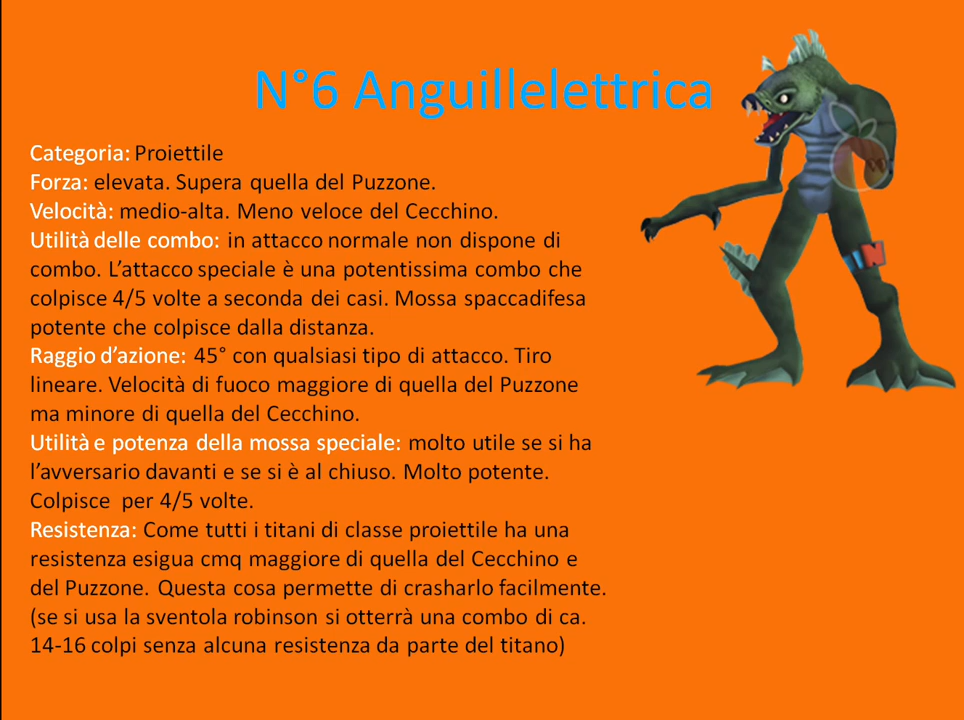 N°6 Anguillelettrica
Categoria: Proiettile
Forza: elevata. Supera quella del Puzzone.
Velocità: medio-alta. Meno veloce del Cecchino.
Utilità delle combo: in attacco normale non dispone di
combo. L’attacco speciale è una potentissima combo che
colpisce 4/5 volte a seconda dei casi. Mossa spaccadifesa
potente che colpisce dalla distanza.
Raggio d’azione: 45° con qualsiasi tipo di attacco. Tiro
lineare. Velocità di fuoco maggiore di quella del Puzzone
ma minore di quella del Cecchino.
Utilità e potenza della mossa speciale: molto utile se si ha
l’avversario davanti e se si è al chiuso. Molto potente.
Colpisce per 4/5 volte.
Resistenza: Come tutti i titani di classe proiettile ha una
resistenza esigua cmq maggiore di quella del Cecchino e
del Puzzone. Questa cosa permette di crasharlo facilmente.
(se si usa la sventola robinson si otterrà una combo di ca.
14-16 colpi senza alcuna resistenza da parte del titano)
N